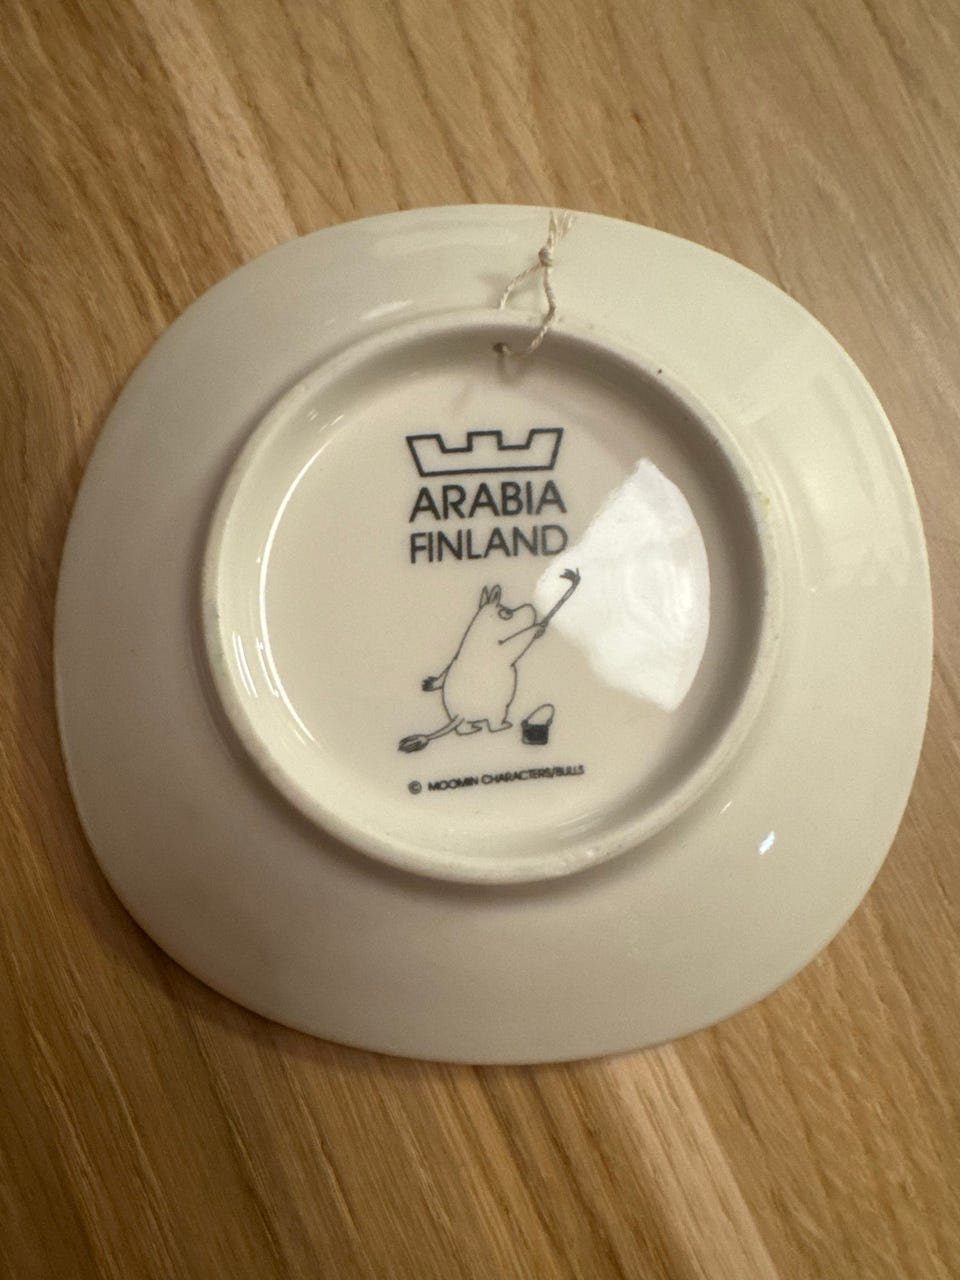 ARABIA
FINLAND
© MOOMIN CHARACTERS/BULLS